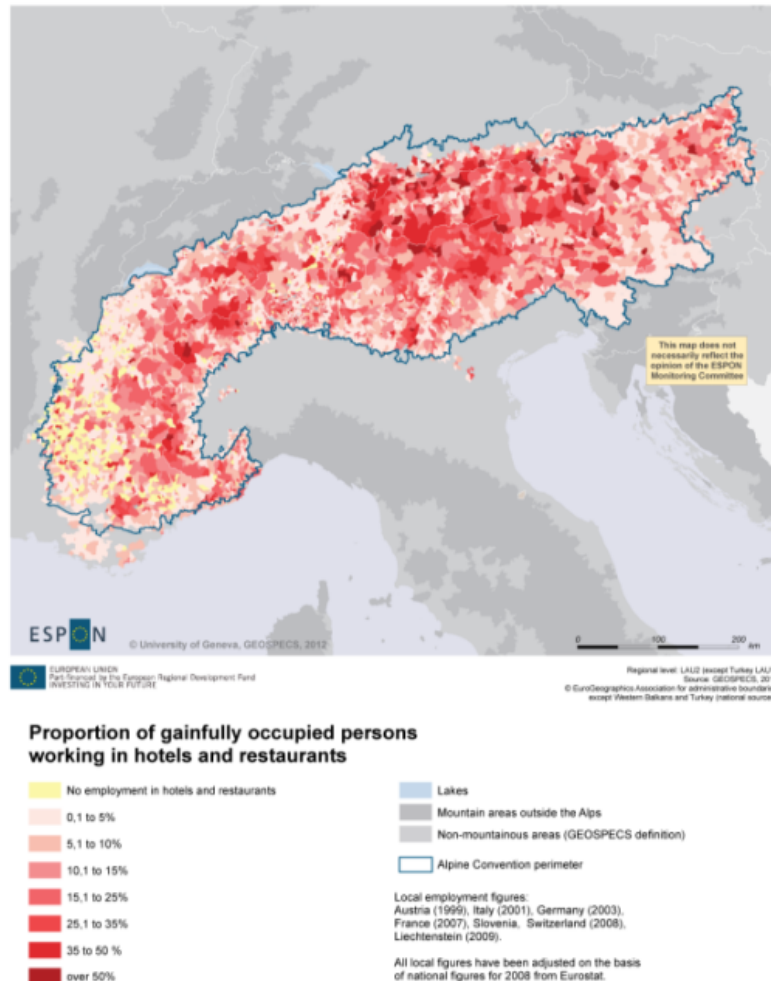 This map does not
necessarily reflect the
opinion of the ESPON
Monitoring Committee
ESPON
© University of Geneva, GEOSPECS, 2012
0 100 200
km
EUROPEAN UNION
Part-financed by the European Regional Development Fund
INVESTING IN YOUR FUTURE
Regional level: LAU2 (except Turkey LAU
Source: GEOSPECS, 20
© EuroGeographics Association for administrative boundari
except Western Balkans and Turkey (national source
Proportion of gainfully occupied persons
working in hotels and restaurants
No employment in hotels and restaurants
0,1 to 5%
5,1 to 10%
10,1 to 15%
15,1 to 25%
25,1 to 35%
35 to 50 %
over 50%
Lakes
Mountain areas outside the Alps
Non-mountainous areas (GEOSPECS definition)
Alpine Convention perimeter
Local employment figures:
Austria (1999), Italy (2001), Germany (2003),
France (2007), Slovenia, Switzerland (2008),
Liechtenstein (2009).
All local figures have been adjusted on the basis
of national figures for 2008 from Eurostat.